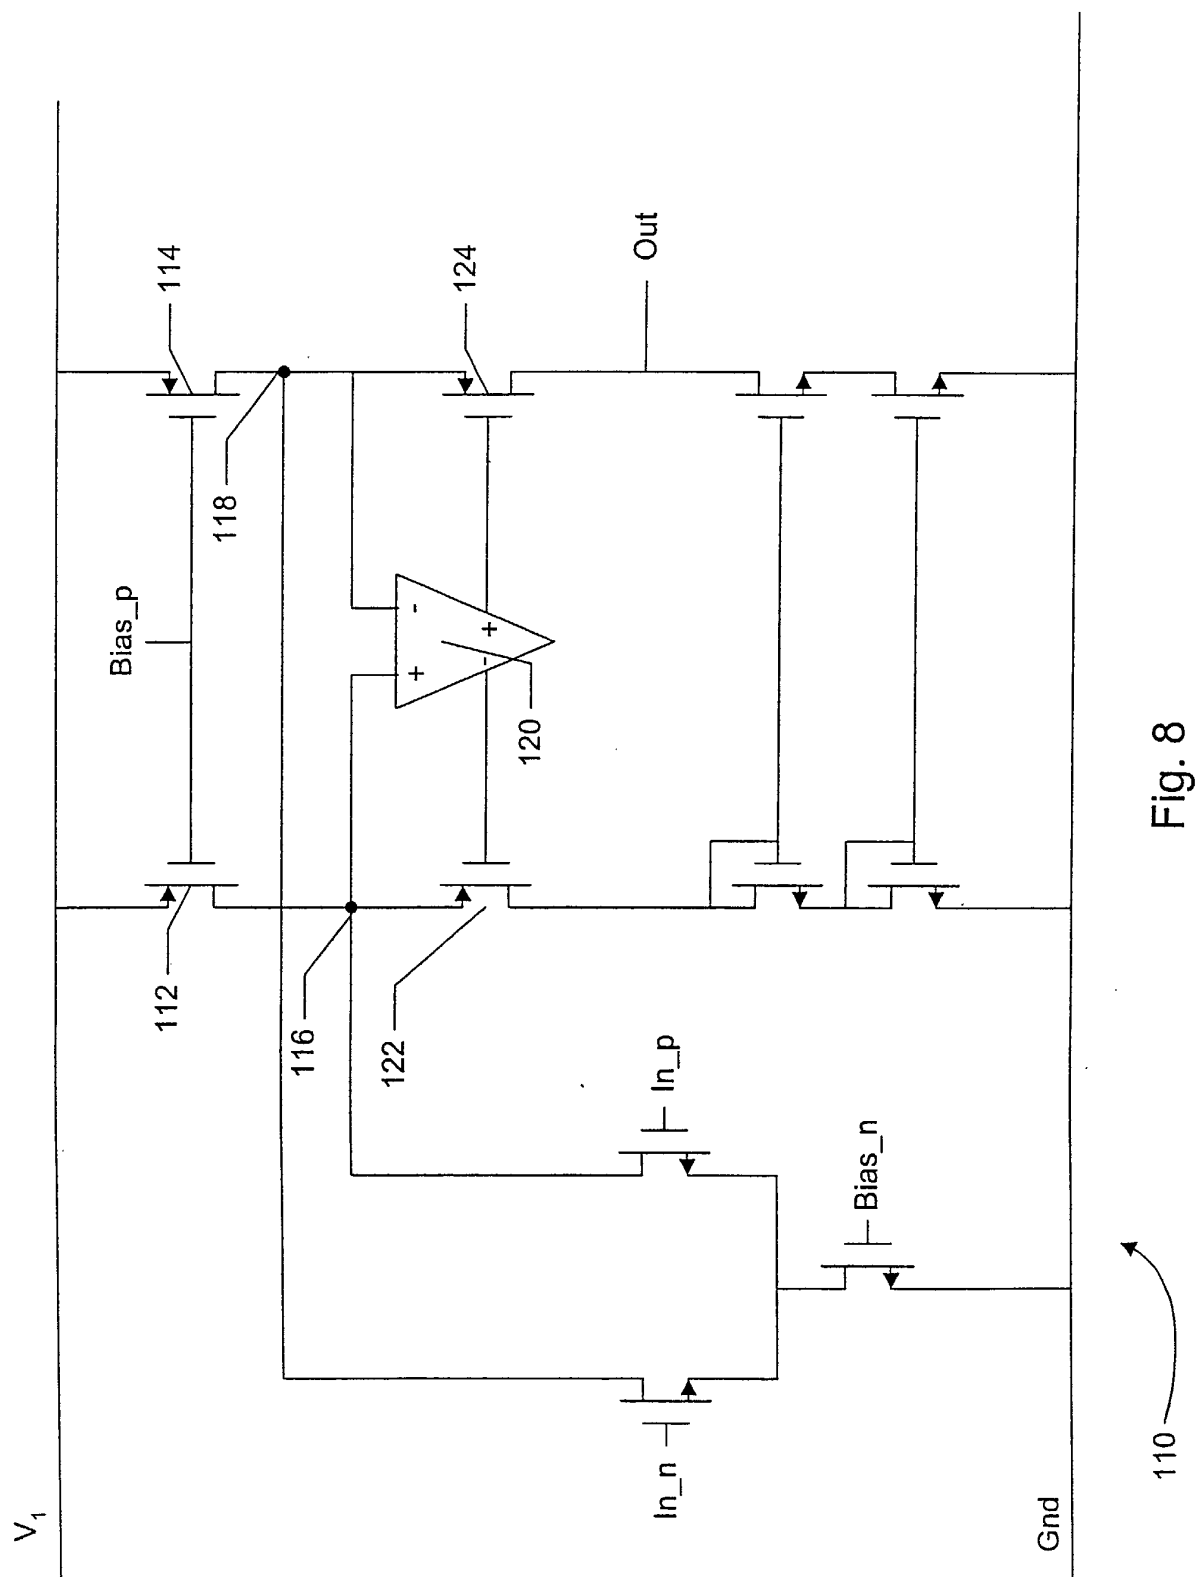 V1
Bias_p
112
114
118
116
120
122
124
Out
In_n
In_p
Bias_n
Gnd
110
Fig. 8
+
-
-
+